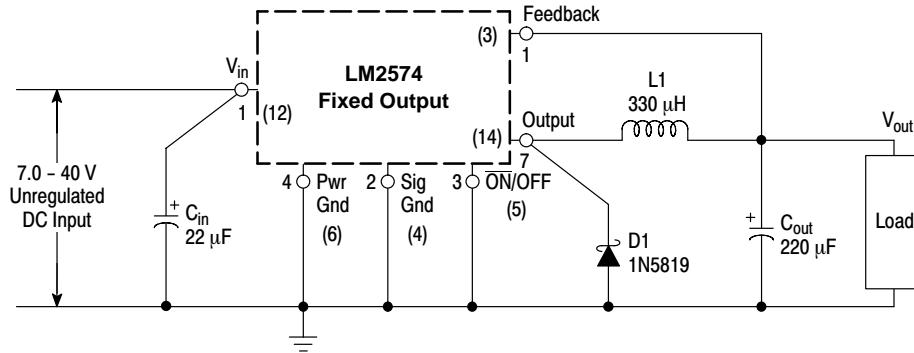 Feedback
(3)
1
LM2574
Fixed Output
V_in
1
(12)
L1
330 μH
Output
(14)
7
V_out
7.0 – 40 V
Unregulated
DC Input
C_in
22 μF
4 Pwr
Gnd
(6)
2 Sig
Gnd
(4)
3 O̅N̅/OFF
(5)
D1
1N5819
C_out
220 μF
Load
+
+